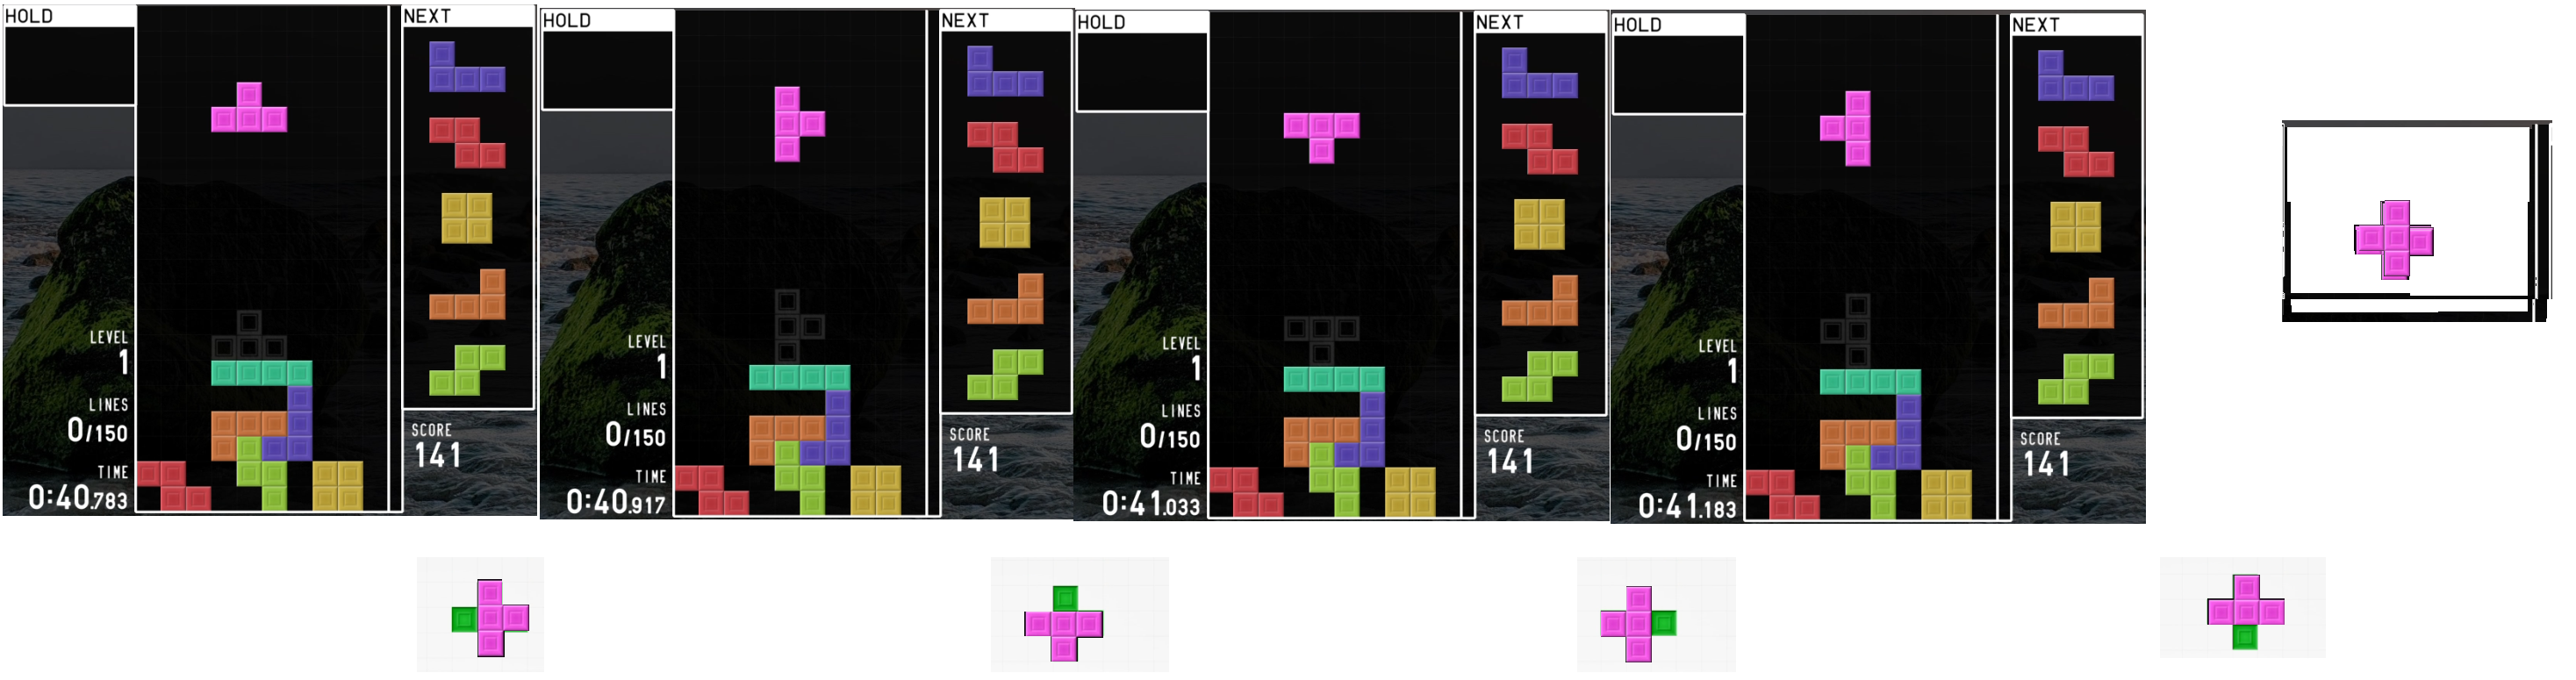 HOLD
NEXT
LEVEL
1
LINES
0/150
TIME
0:40.783
SCORE
141
HOLD
NEXT
LEVEL
1
LINES
0/150
TIME
0:40.917
SCORE
141
HOLD
NEXT
LEVEL
1
LINES
0/150
TIME
0:41.033
SCORE
141
HOLD
NEXT
LEVEL
1
LINES
0/150
TIME
0:41.183
SCORE
141